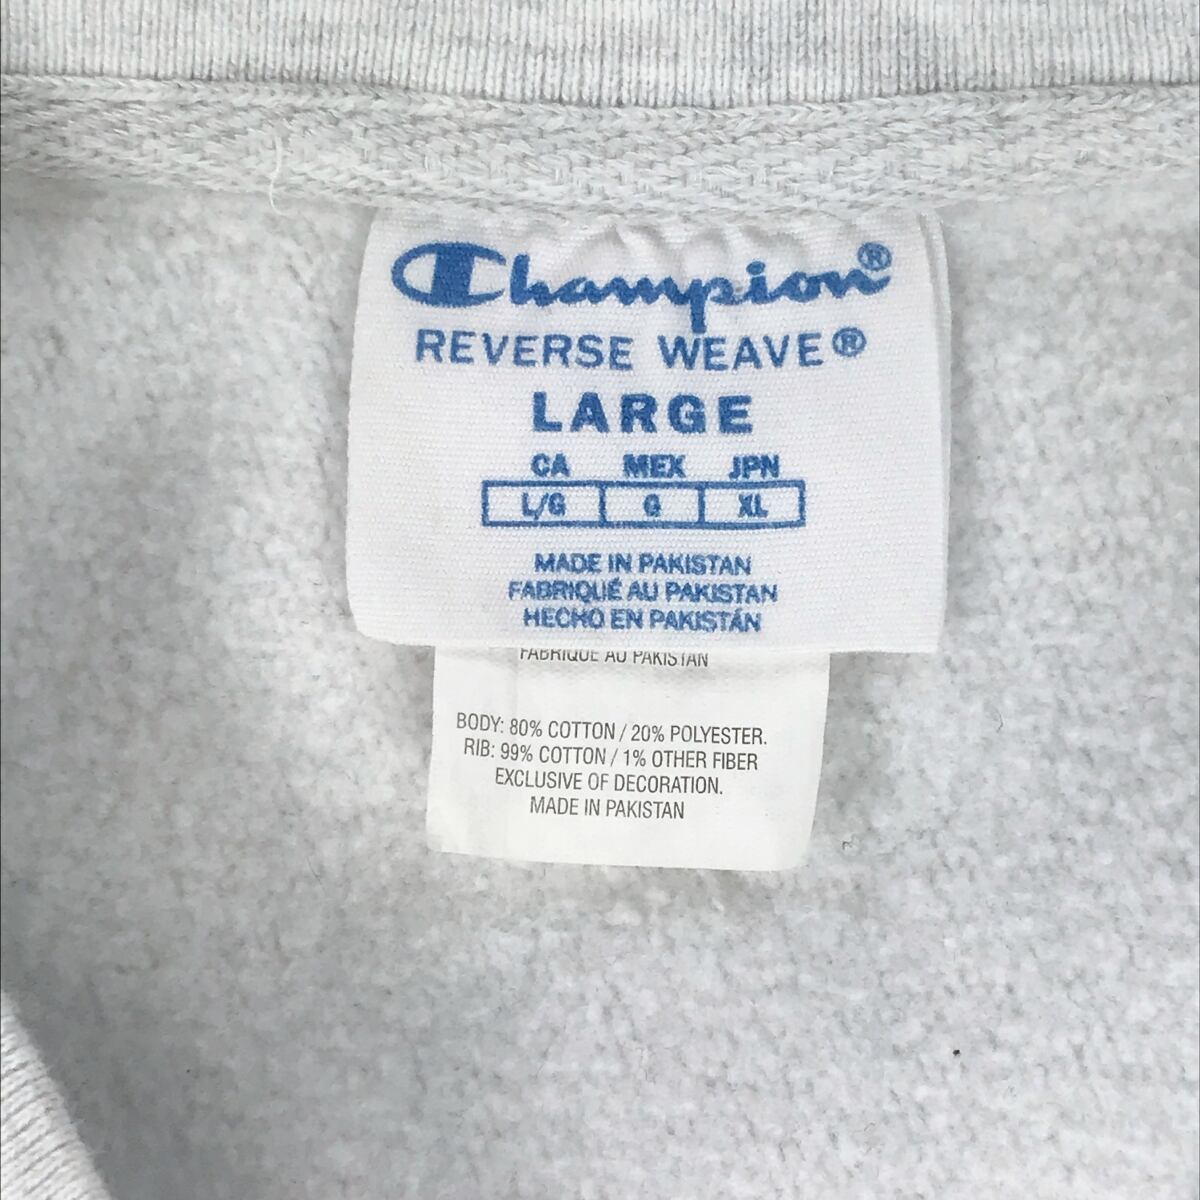 Champion®
REVERSE WEAVE®
LARGE
CA MEX JPN
L/G G XL
MADE IN PAKISTAN
FABRIQUÉ AU PAKISTAN
HECHO EN PAKISTÁN
FABRIQUE AU PAKISTAN
BODY: 80% COTTON / 20% POLYESTER.
RIB: 99% COTTON / 1% OTHER FIBER
EXCLUSIVE OF DECORATION.
MADE IN PAKISTAN